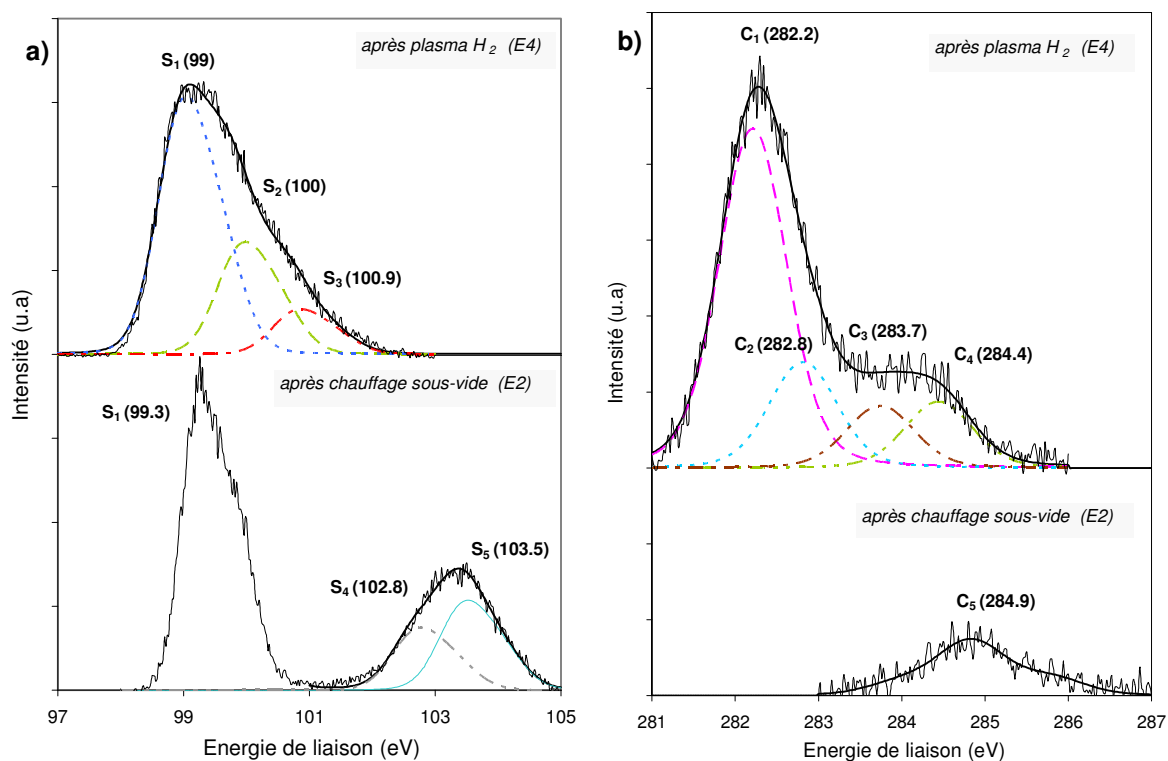 a)
après plasma H2 (E4)
S1 (99)
S2 (100)
S3 (100.9)
après chauffage sous-vide (E2)
S1 (99.3)
S4 (102.8)
S5 (103.5)
Intensité (u.a)
97 99 101 103 105
Energie de liaison (eV)
b)
C1 (282.2)
après plasma H2 (E4)
C2 (282.8)
C3 (283.7)
C4 (284.4)
après chauffage sous-vide (E2)
C5 (284.9)
Intensité (u.a)
281 282 283 284 285 286 287
Energie de liaison (eV)